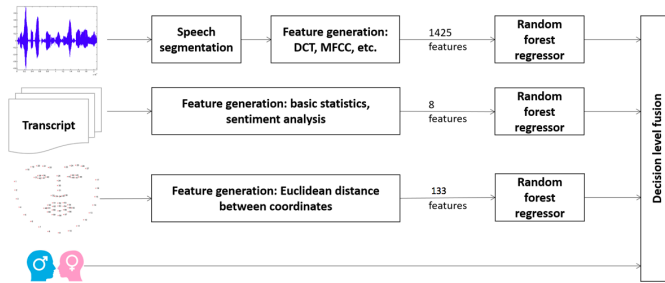 Speech
segmentation
Feature generation:
DCT, MFCC, etc.
1425
features
Random
forest
regressor
Transcript
Feature generation: basic statistics,
sentiment analysis
8
features
Random
forest
regressor
Feature generation: Euclidean distance
between coordinates
133
features
Random
forest
regressor
Decision level fusion